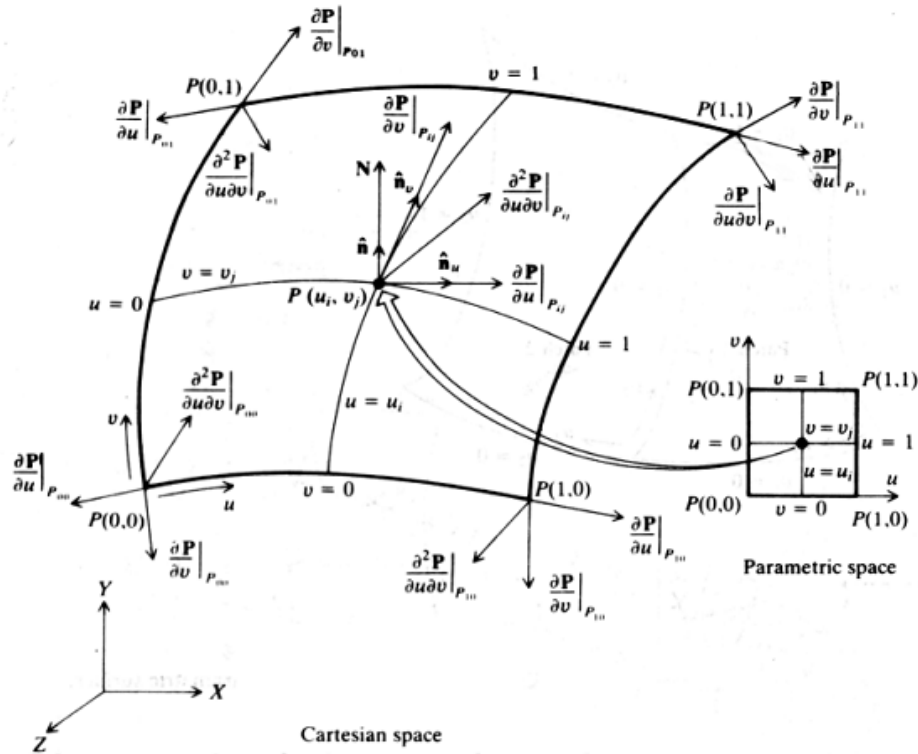 ∂𝐏/∂v|P₀₁
P(0,1)
v = 1
∂𝐏/∂u|P₀₁
∂²𝐏/∂u∂v|P₀₁
∂𝐏/∂v|Pᵢⱼ
P(1,1)
∂𝐏/∂v|P₁₁
∂𝐏/∂u|P₁₁
∂𝐏/∂u∂v|P₁₁
N
n̂ᵥ
∂²𝐏/∂u∂v|Pᵢⱼ
n̂
n̂ᵤ
v = vⱼ
u = 0
P (uᵢ, vⱼ)
∂𝐏/∂u|Pᵢⱼ
u = 1
∂²𝐏/∂u∂v|P₀₀
u = uᵢ
v
∂𝐏/∂u|P₀₀
u
v = 0
P(0,0)
P(1,0)
∂𝐏/∂v|P₀₀
∂𝐏/∂u|P₁₀
∂²𝐏/∂u∂v|P₁₀
∂𝐏/∂v|P₁₀
v
P(0,1)
v = 1
P(1,1)
v = vⱼ
u = 0
u = 1
u = uᵢ
u
P(0,0)
v = 0
P(1,0)
Parametric space
Y
X
Z
Cartesian space